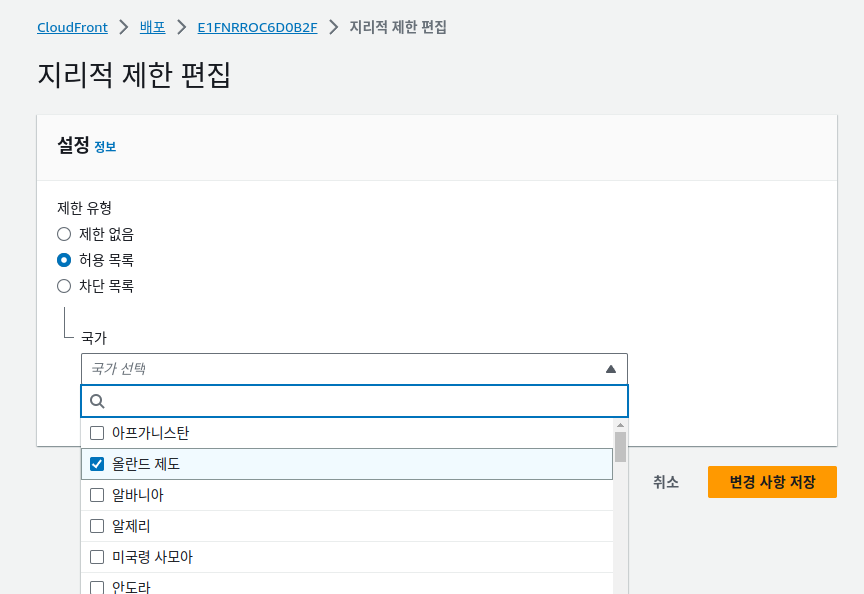 CloudFront > 배포 > E1FNRROC6D0B2F > 지리적 제한 편집
지리적 제한 편집
설정 정보
제한 유형
제한 없음
허용 목록
차단 목록
국가
국가 선택
아프가니스탄
올란드 제도
알바니아
알제리
미국령 사모아
안도라
취소
변경 사항 저장